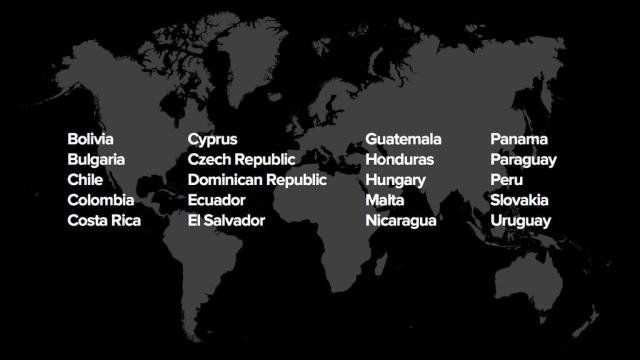 Bolivia
Bulgaria
Chile
Colombia
Costa Rica
Cyprus
Czech Republic
Dominican Republic
Ecuador
El Salvador
Guatemala
Honduras
Hungary
Malta
Nicaragua
Panama
Paraguay
Peru
Slovakia
Uruguay